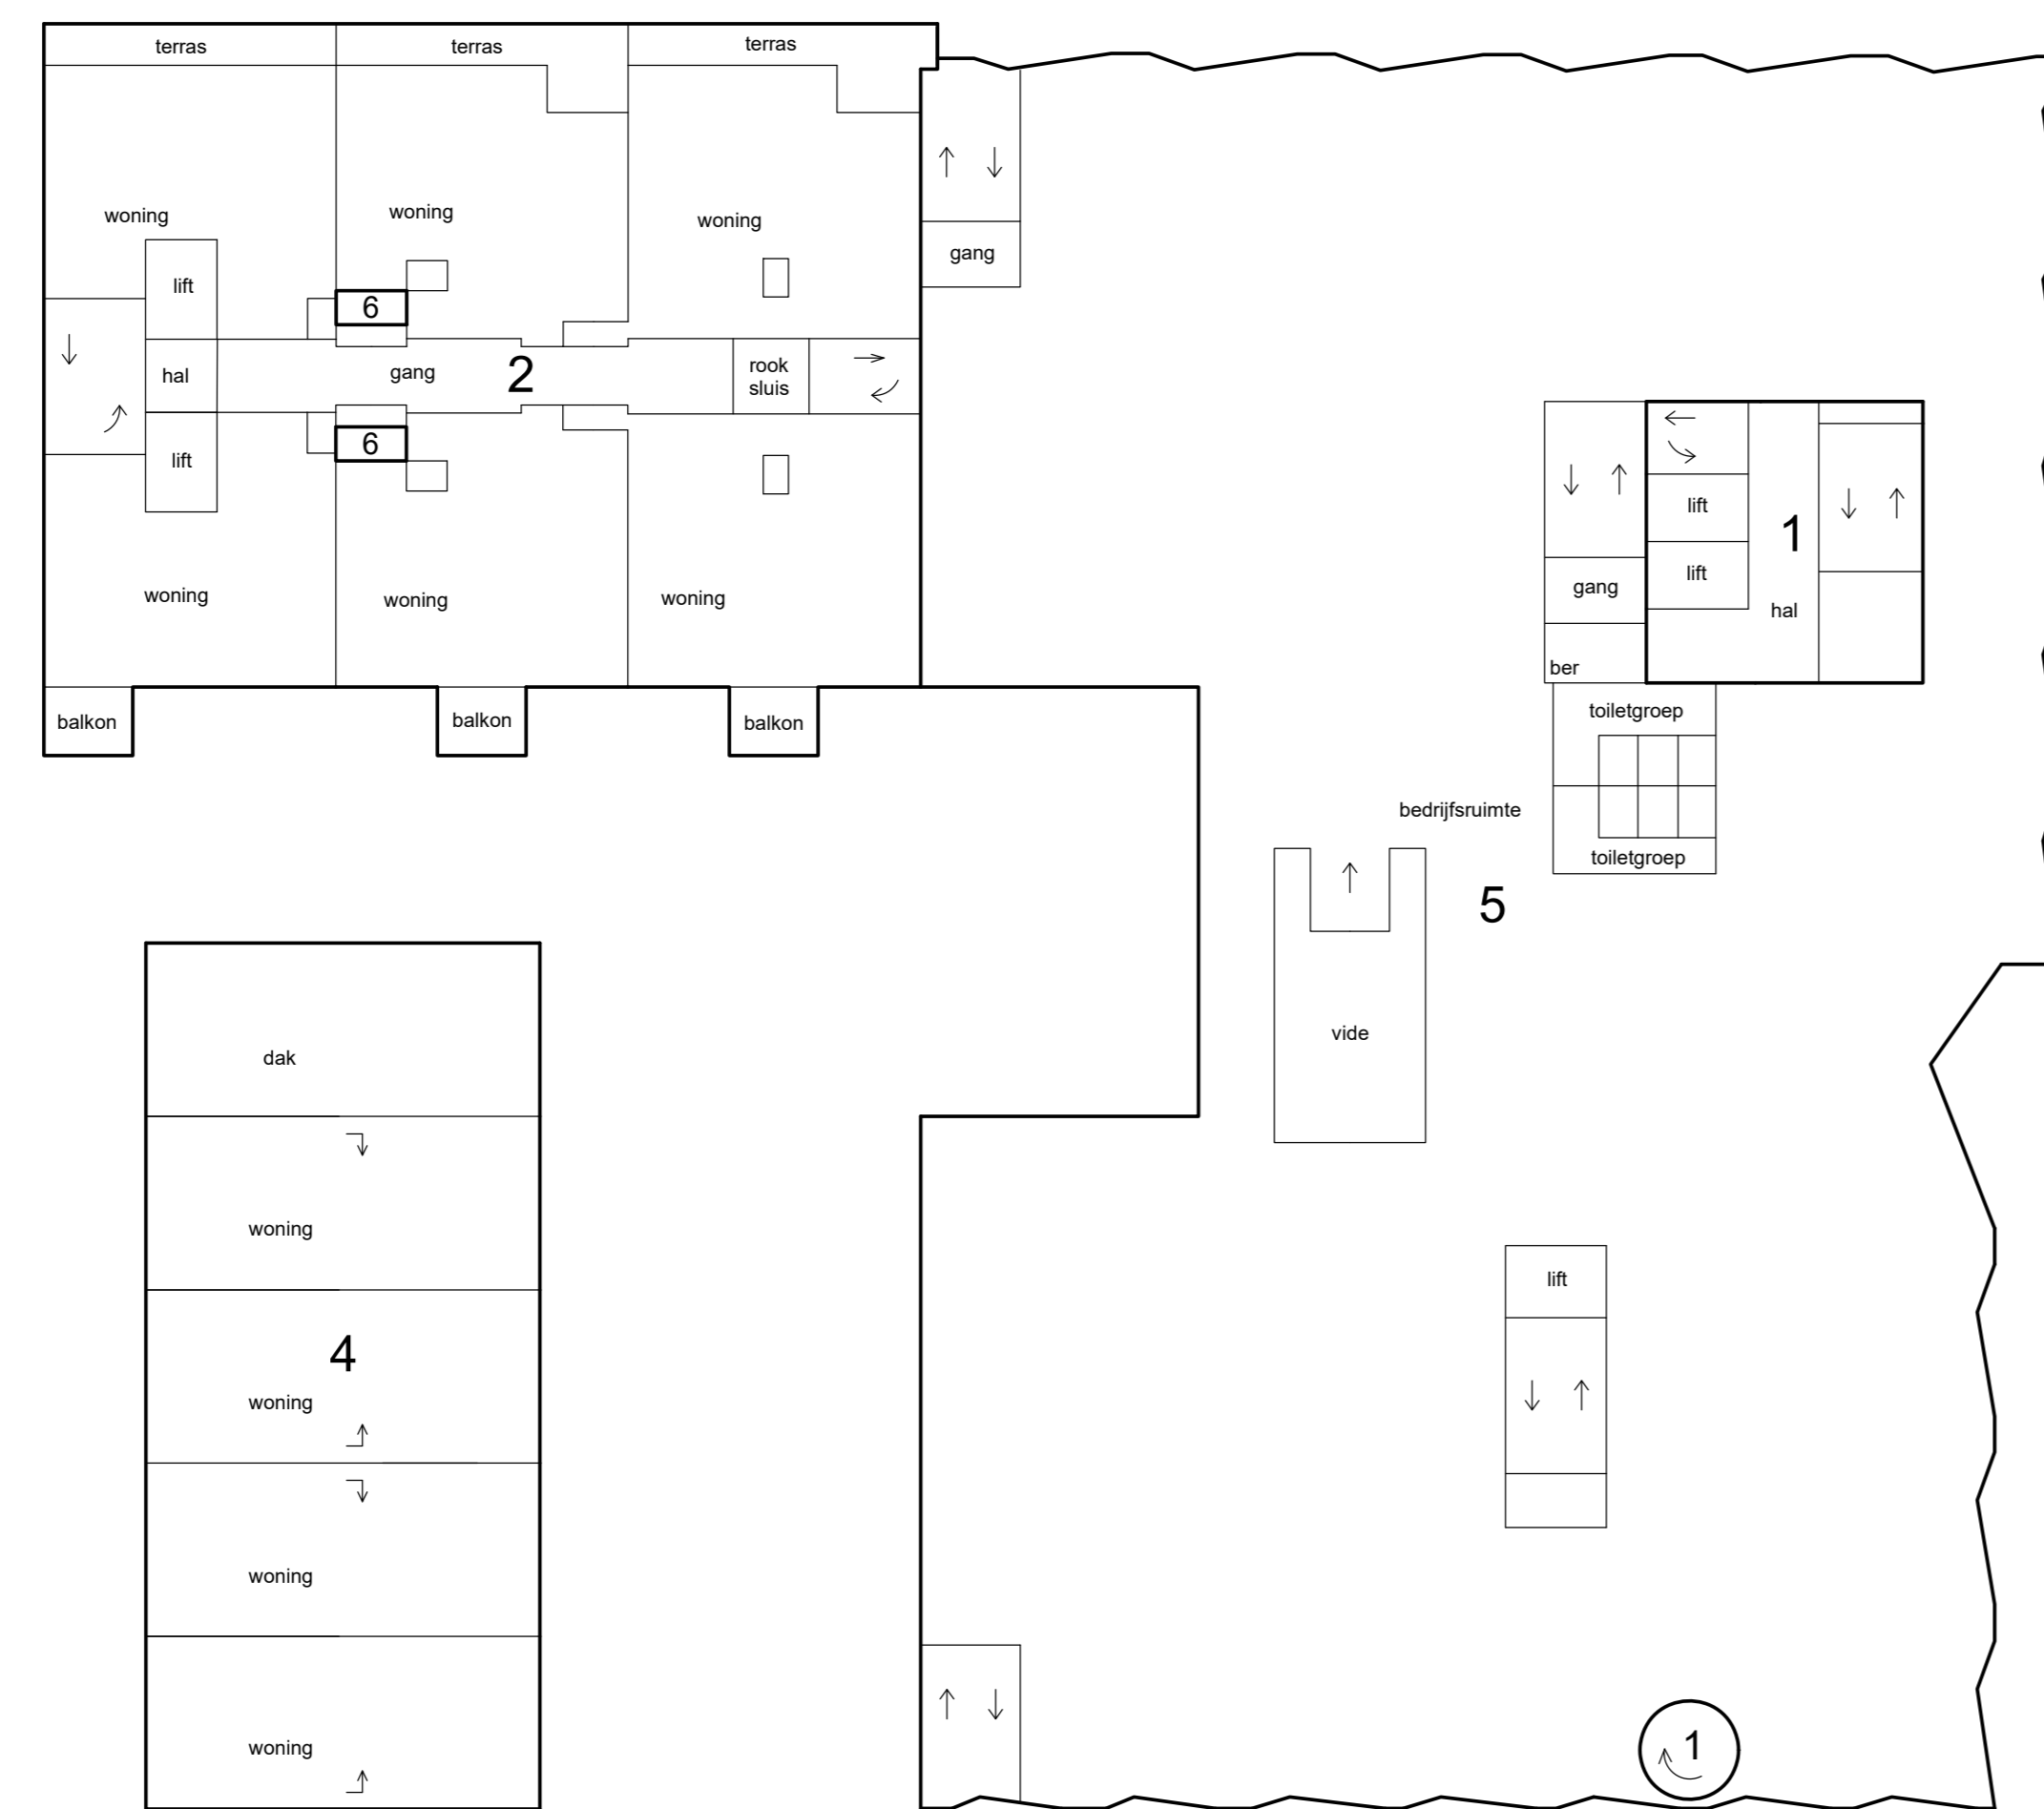 terras
terras
terras
woning
woning
woning
gang
lift
6
hal
gang
2
rook
sluis
6
lift
lift
1
lift
gang
hal
woning
woning
woning
ber
toiletgroep
balkon
balkon
balkon
bedrijfsruimte
toiletgroep
5
vide
dak
woning
lift
4
woning
woning
woning
1